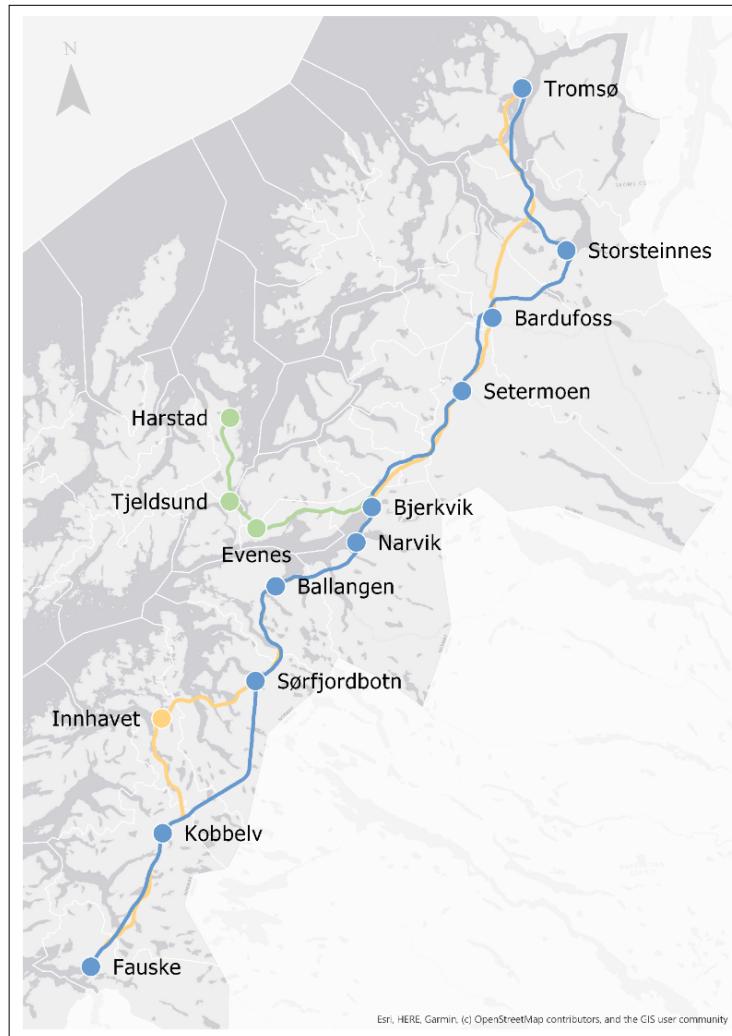 N
Tromsø
Storsteinnes
Bardufoss
Setermoen
Harstad
Tjeldsund
Bjerkvik
Evenes
Narvik
Ballangen
Sørfjordbotn
Innhavet
Kobbelv
Fauske
Esri, HERE, Garmin, (c) OpenStreetMap contributors, and the GIS user community